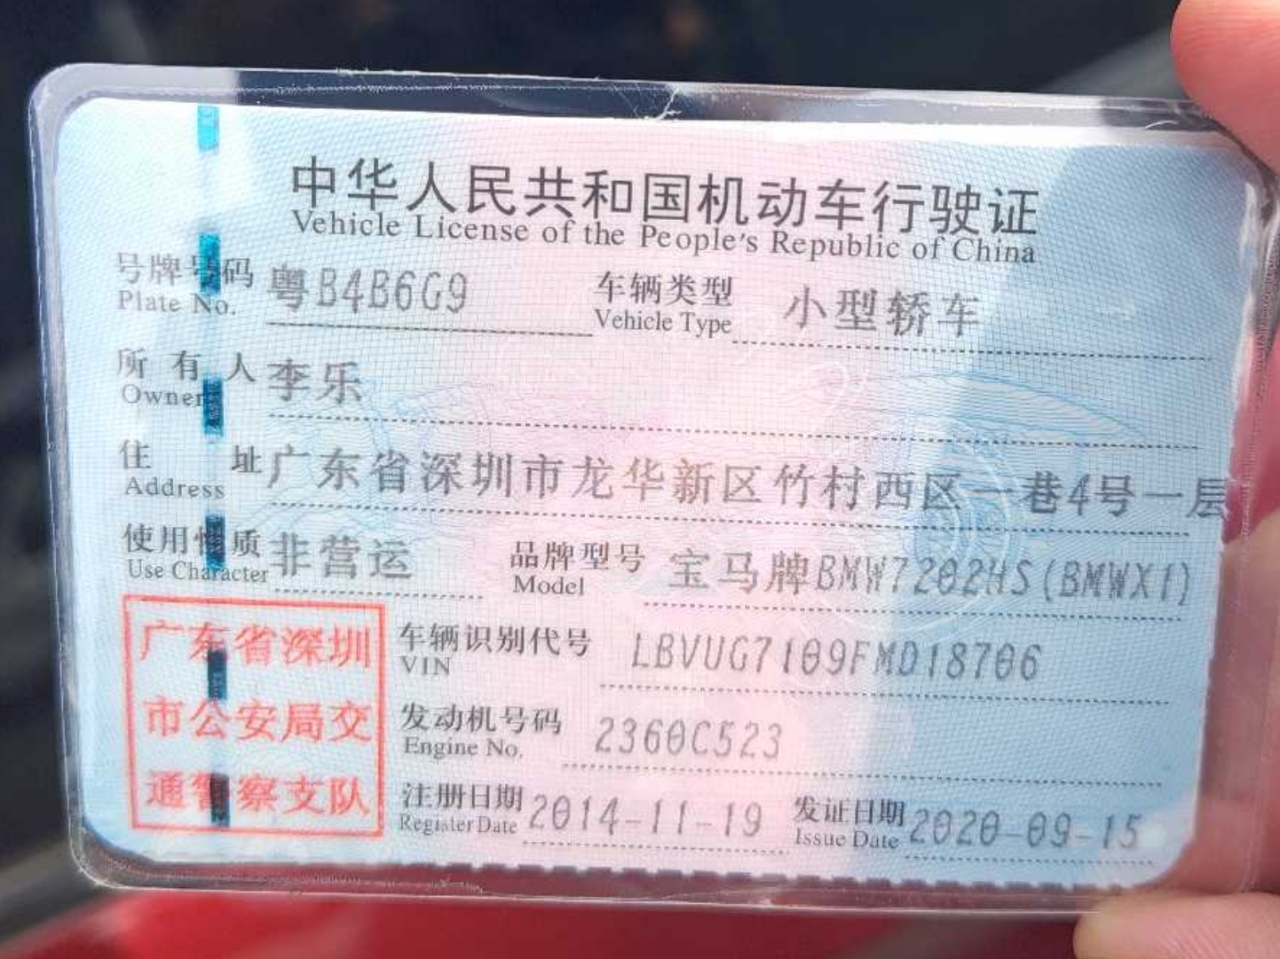 中华人民共和国机动车行驶证
Vehicle License of the People's Republic of China
号牌号码 粤B4B6G9 车辆类型 小型轿车
Plate No. Vehicle Type
所有人 李乐
Owner
住址 广东省深圳市龙华新区竹村西区一巷4号一层
Address
使用性质 非营运 品牌型号 宝马牌BMW7202HS(BMWX1)
Use Character Model
广东省深圳
市公安局交
通警察支队
车辆识别代号 LBVUG7109FMD18706
VIN
发动机号码 2360C523
Engine No.
注册日期 2014-11-19 发证日期 2020-09-15
Register Date Issue Date